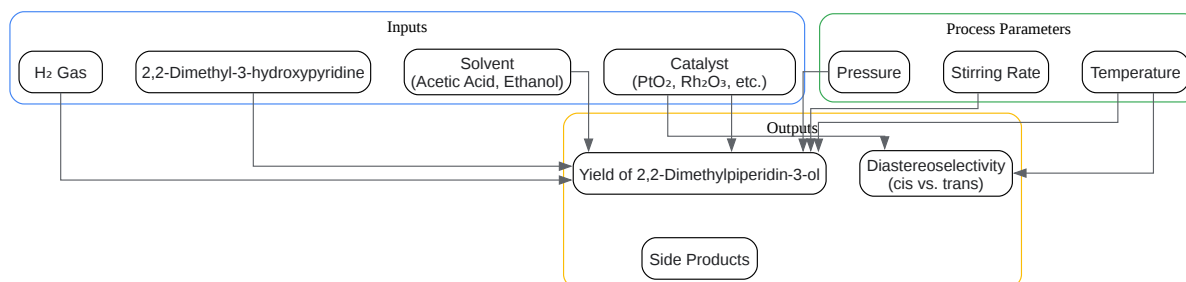 Inputs
Process Parameters
H₂ Gas
2,2-Dimethyl-3-hydroxypyridine
Solvent
(Acetic Acid, Ethanol)
Catalyst
(PtO₂, Rh₂O₃, etc.)
Pressure
Stirring Rate
Temperature
Outputs
Yield of 2,2-Dimethylpiperidin-3-ol
Diastereoselectivity
(cis vs. trans)
Side Products